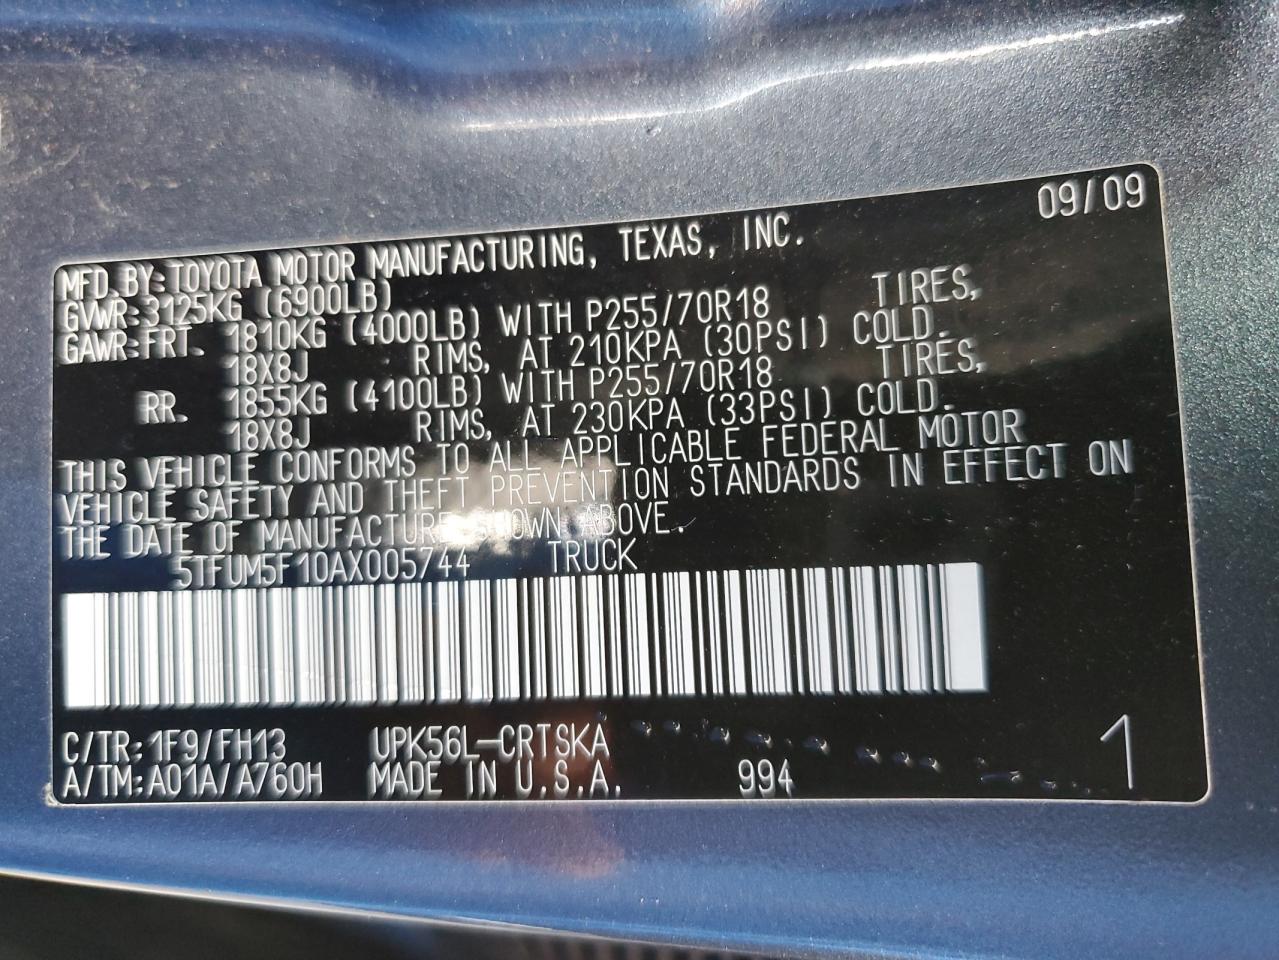 09/09
MFD BY:TOYOTA MOTOR MANUFACTURING, TEXAS, INC.
GVWR:3125KG (6900LB)
GAWR:FRT. 1810KG (4000LB) WITH P255/70R18 TIRES,
18X8J RIMS, AT 210KPA (30PSI) COLD.
RR. 1855KG (4100LB) WITH P255/70R18 TIRES,
18X8J RIMS, AT 230KPA (33PSI) COLD.
THIS VEHICLE CONFORMS TO ALL APPLICABLE FEDERAL MOTOR
VEHICLE SAFETY AND THEFT PREVENTION STANDARDS IN EFFECT ON
THE DATE OF MANUFACTURE SHOWN ABOVE.
5TFUM5F10AX005744 TRUCK
C/TR:1F9/FH13 UPK56L-CRTSKA
A/TM:A01A/A760H MADE IN U.S.A. 994 1